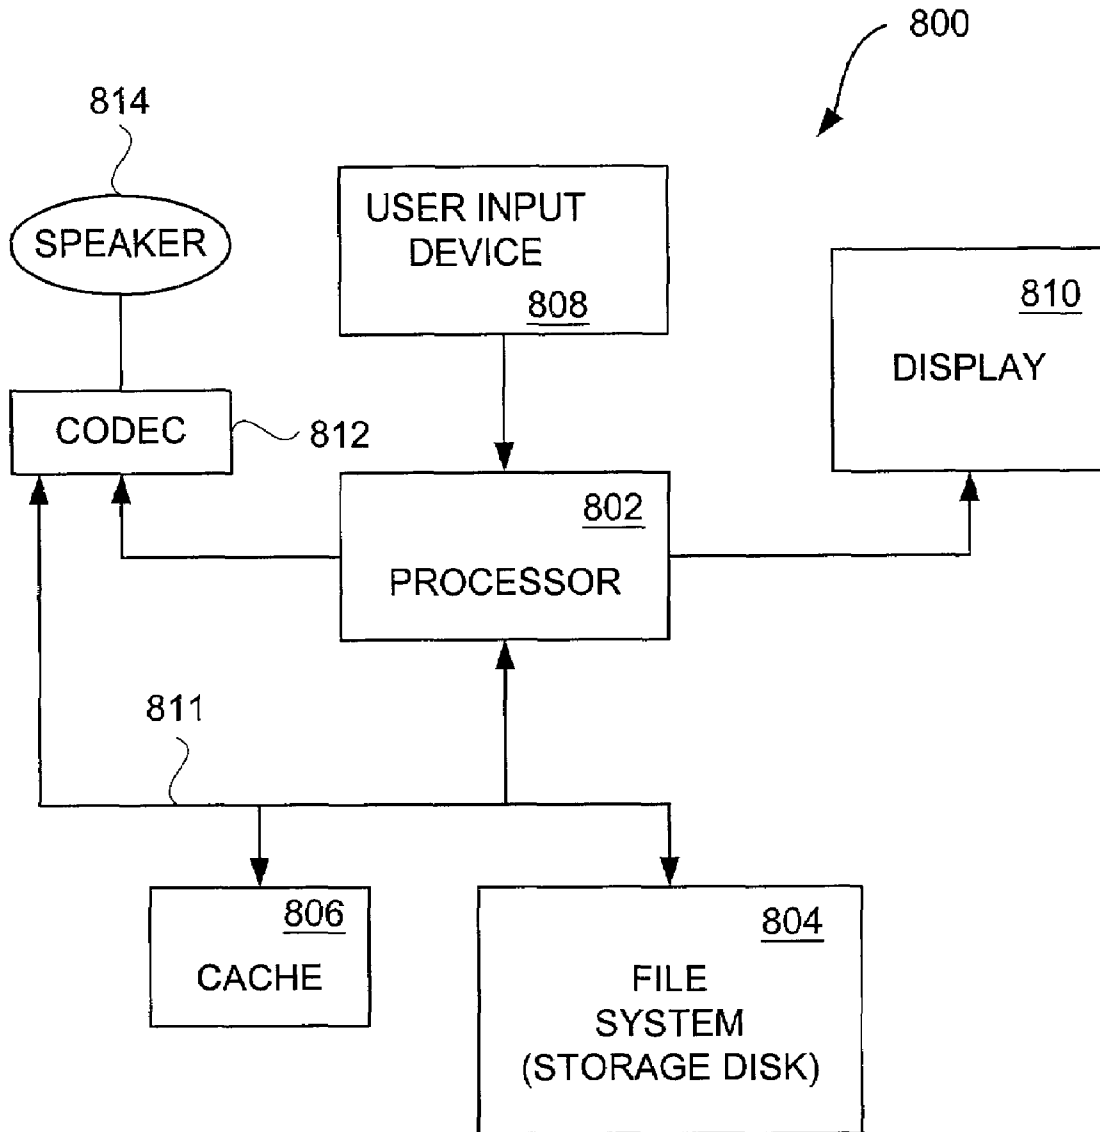 800
814
SPEAKER
USER INPUT
DEVICE
808
810
DISPLAY
CODEC
812
802
PROCESSOR
811
806
CACHE
804
FILE
SYSTEM
(STORAGE DISK)